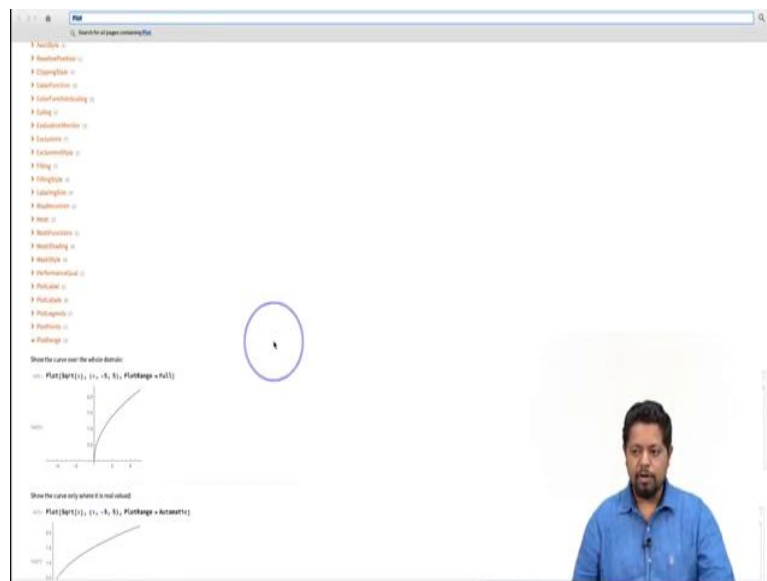 Plot
Search for all pages containing Plot
AxesStyle
BaselinePosition
ClippingStyle
ColorFunction
ColorFunctionScaling
Epilog
EvaluationMonitor
Exclusions
ExclusionsStyle
Filling
FillingStyle
LabelingSize
MaxRecursion
Mesh
MeshFunctions
MeshShading
MeshStyle
PerformanceGoal
PlotLabel
PlotLabels
PlotLegends
PlotPoints
PlotRange
Show the curve over the whole domain:
Plot[Sqrt[x], {x, -5, 5}, PlotRange → Full]
Show the curve only where it is real valued:
Plot[Sqrt[x], {x, -5, 5}, PlotRange → Automatic]